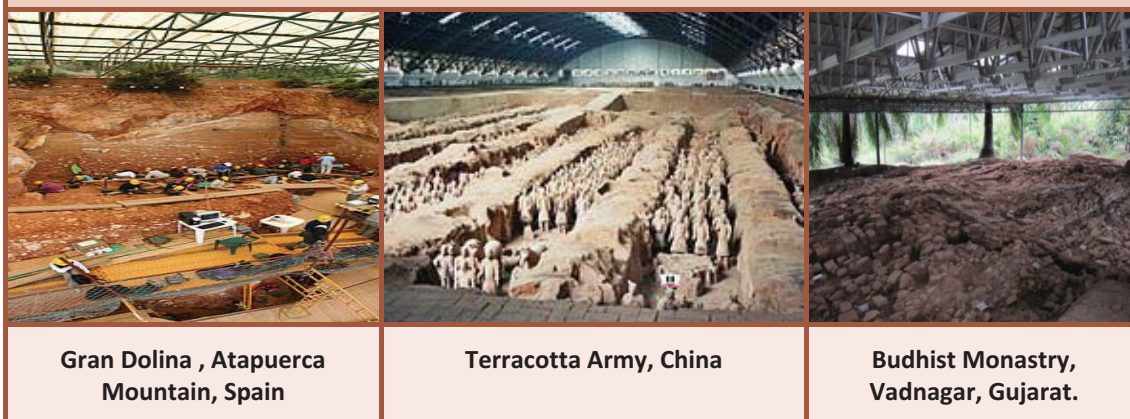 Gran Dolina , Atapuerca
Mountain, Spain
Terracotta Army, China
Budhist Monastry,
Vadnagar, Gujarat.